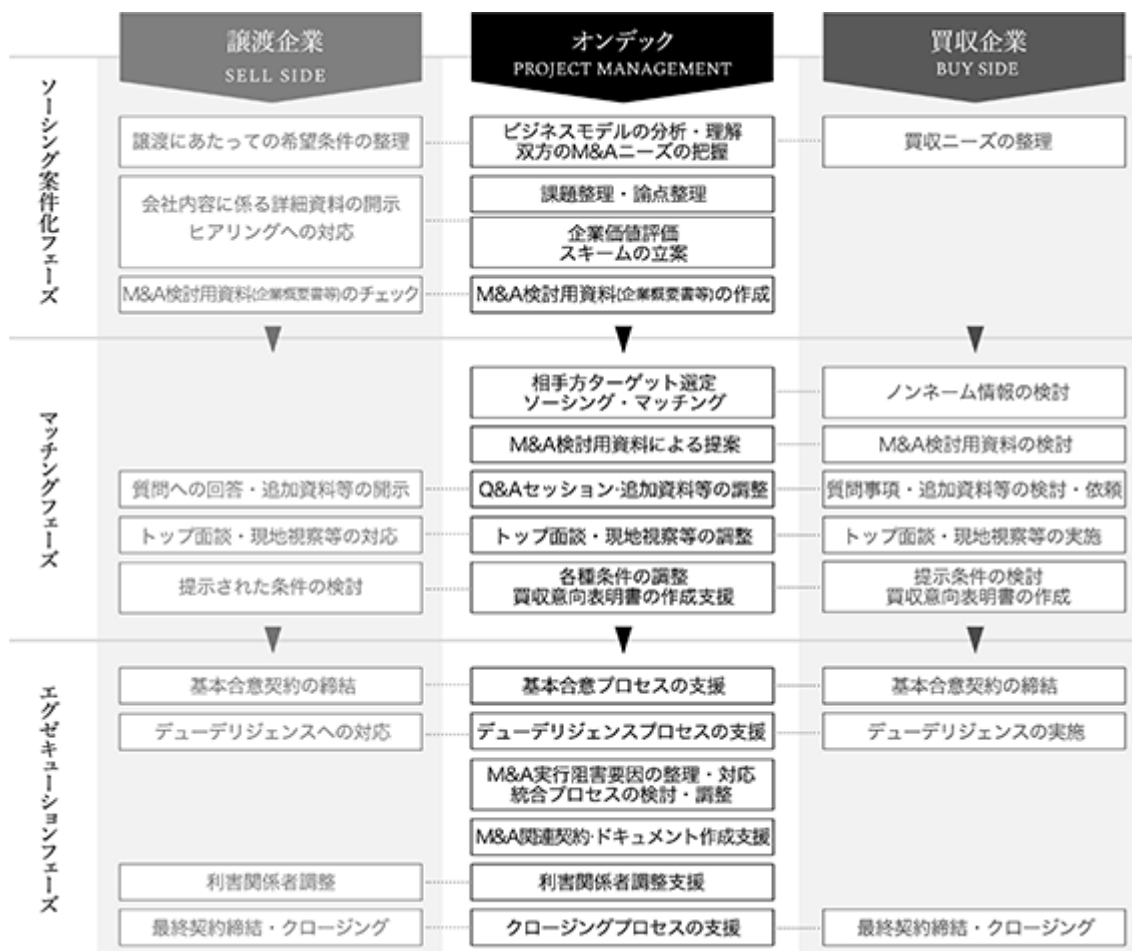 譲渡企業
SELL SIDE
オンデック
PROJECT MANAGEMENT
買収企業
BUY SIDE
ソーシング案件化フェーズ
譲渡にあたっての希望条件の整理
ビジネスモデルの分析・理解
双方のM&Aニーズの把握
買収ニーズの整理
会社内容に係る詳細資料の開示
ヒアリングへの対応
課題整理・論点整理
企業価値評価
スキームの立案
M&A検討用資料(企業概要書等)のチェック
M&A検討用資料(企業概要書等)の作成
マッチングフェーズ
相手方ターゲット選定
ソーシング・マッチング
ノンネーム情報の検討
M&A検討用資料による提案
M&A検討用資料の検討
質問への回答・追加資料等の開示
Q&Aセッション・追加資料等の調整
質問事項・追加資料等の検討・依頼
トップ面談・現地視察等の対応
トップ面談・現地視察等の調整
トップ面談・現地視察等の実施
提示された条件の検討
各種条件の調整
買収意向表明書の作成支援
提示条件の検討
買収意向表明書の作成
エグゼキューションフェーズ
基本合意契約の締結
基本合意プロセスの支援
基本合意契約の締結
デューデリジェンスへの対応
デューデリジェンスプロセスの支援
デューデリジェンスの実施
M&A実行阻害要因の整理・対応
統合プロセスの検討・調整
M&A関連契約・ドキュメント作成支援
利害関係者調整
利害関係者調整支援
最終契約締結・クロージング
クロージングプロセスの支援
最終契約締結・クロージング